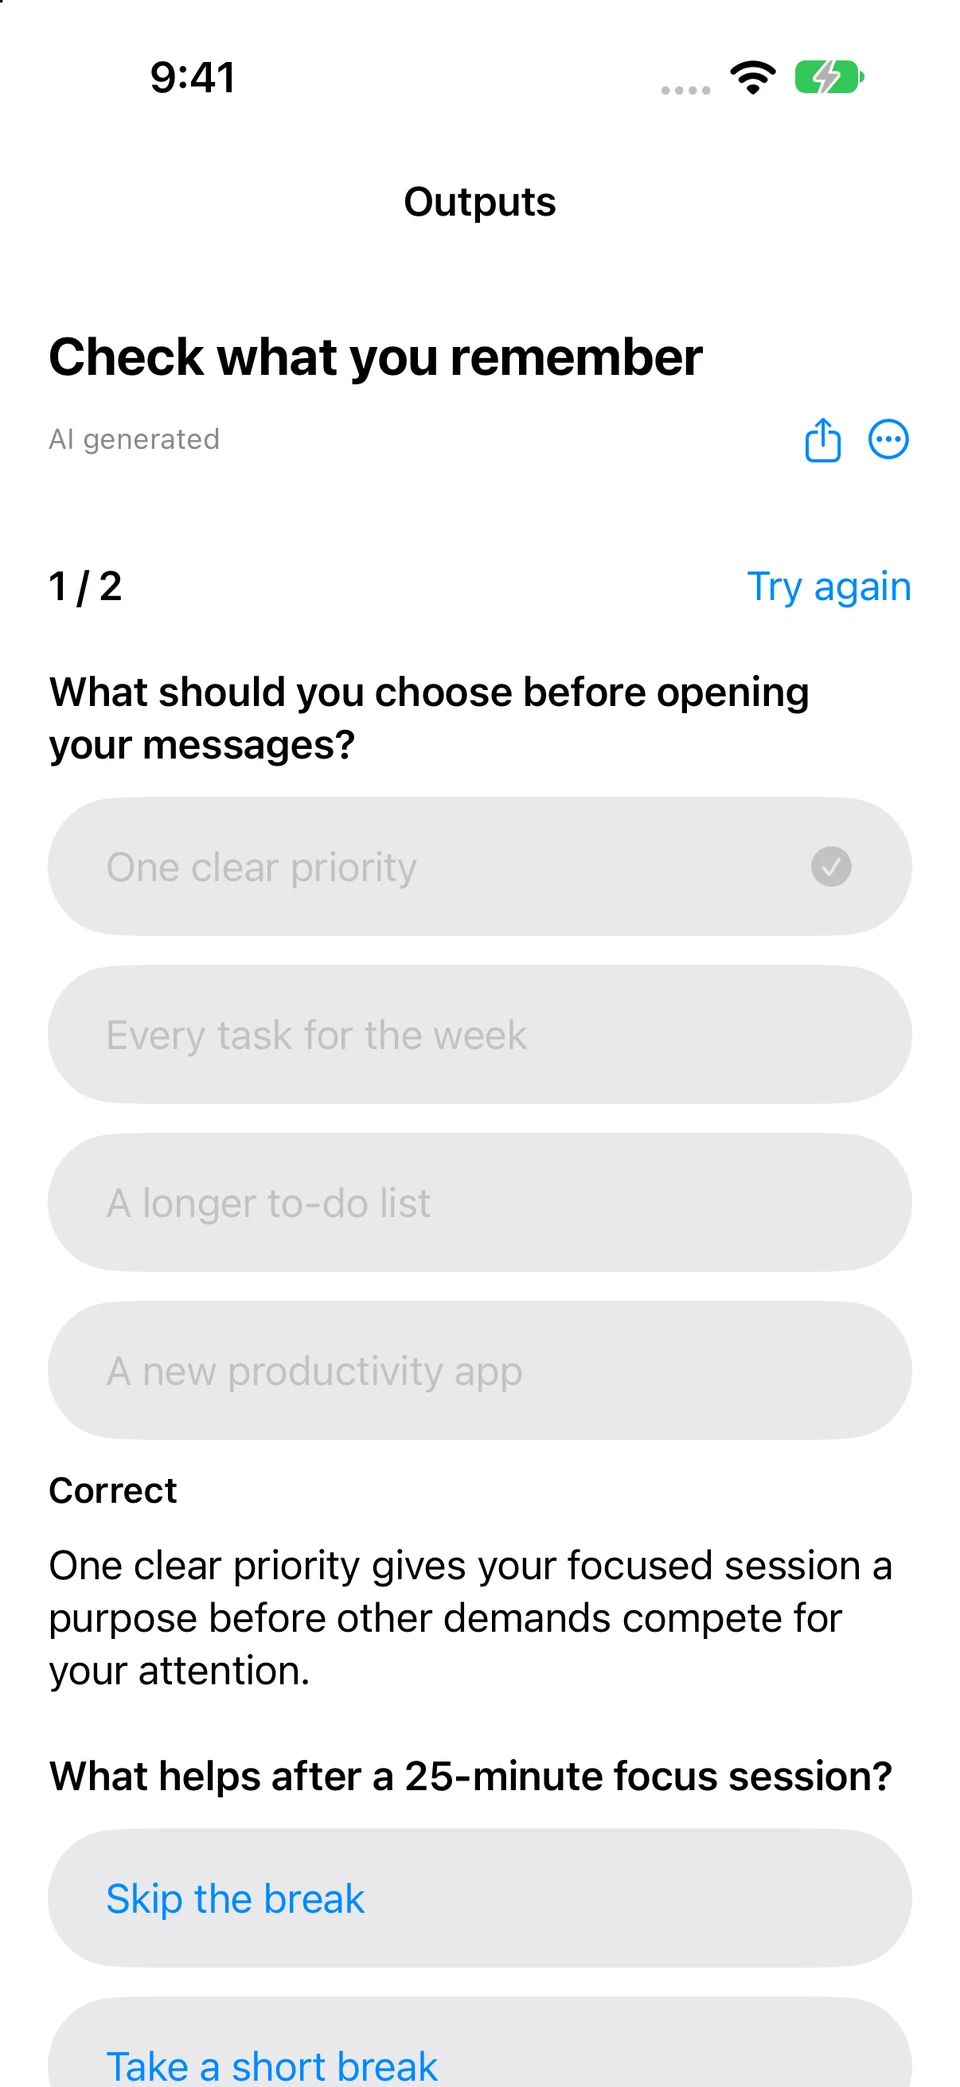 9:41
Outputs
Check what you remember
AI generated
1 / 2
Try again
What should you choose before opening
your messages?
One clear priority
Every task for the week
A longer to-do list
A new productivity app
Correct
One clear priority gives your focused session a
purpose before other demands compete for
your attention.
What helps after a 25-minute focus session?
Skip the break
Take a short break